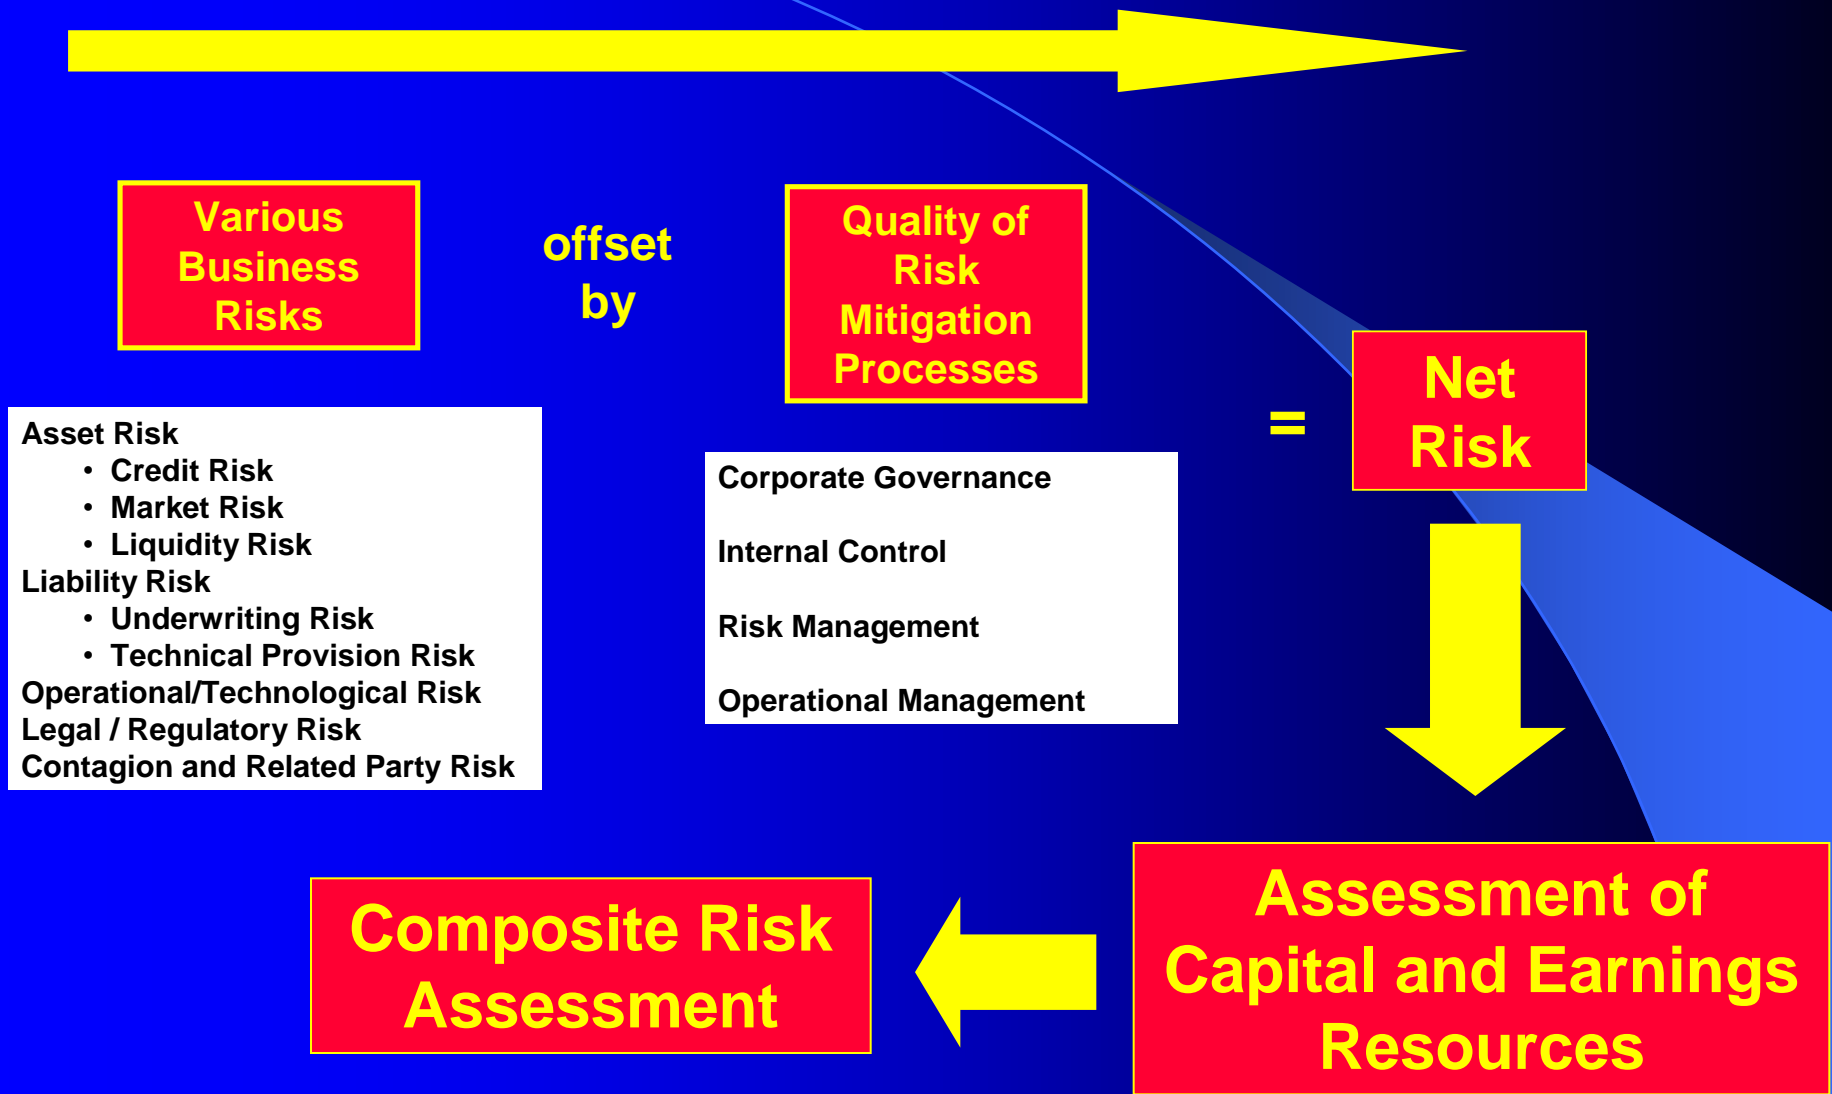 Various
Business
Risks
offset
by
Quality of
Risk
Mitigation
Processes
=
Net
Risk
Asset Risk
• Credit Risk
• Market Risk
• Liquidity Risk
Liability Risk
• Underwriting Risk
• Technical Provision Risk
Operational/Technological Risk
Legal / Regulatory Risk
Contagion and Related Party Risk
Corporate Governance
Internal Control
Risk Management
Operational Management
Assessment of
Capital and Earnings
Resources
Composite Risk
Assessment